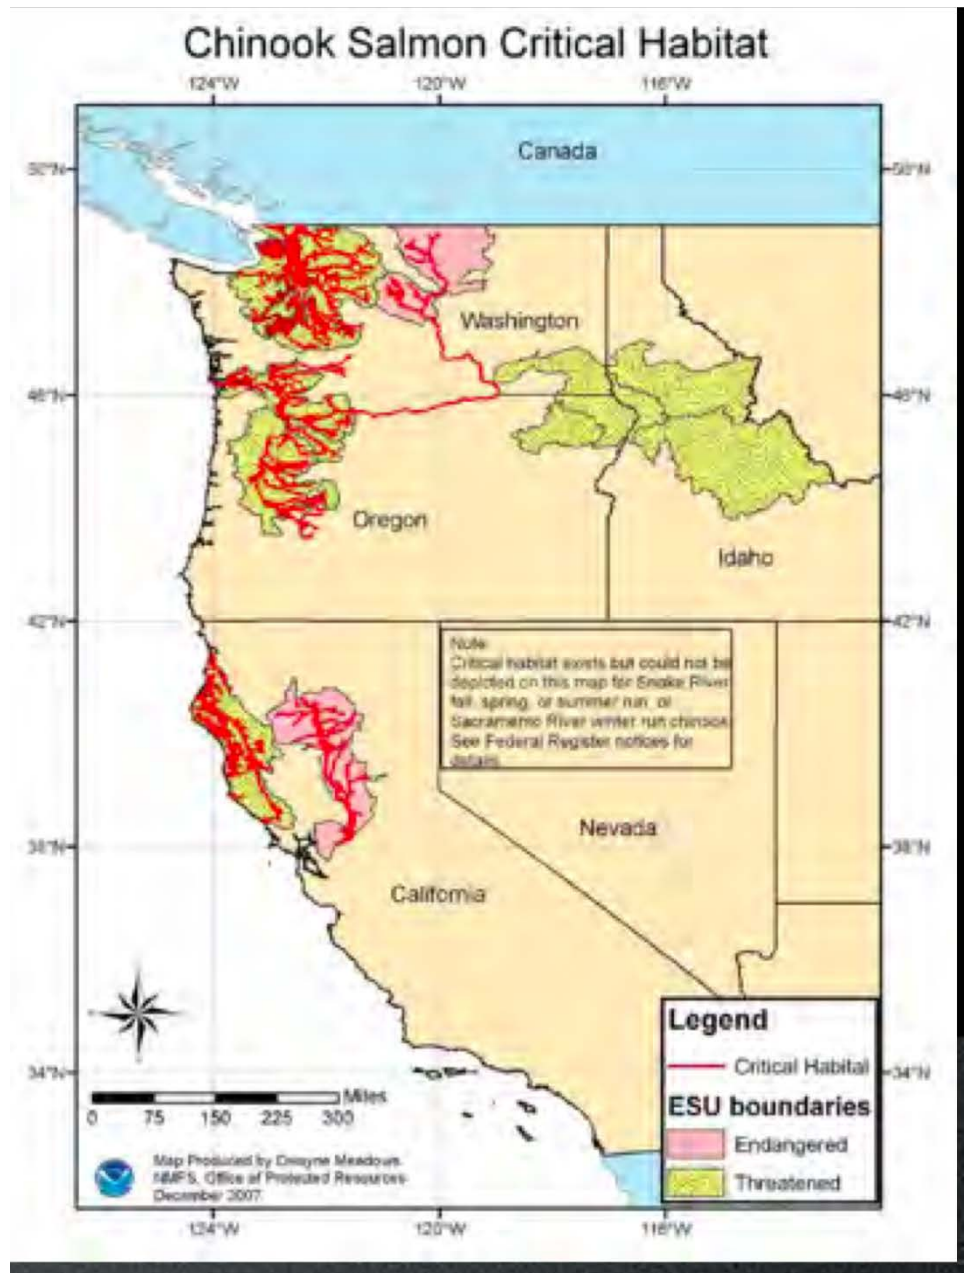 Chinook Salmon Critical Habitat
124°W 120°W 116°W
Canada
50°N 50°N
Washington
46°N 46°N
Oregon
Idaho
42°N 42°N
Note:
Critical habitat exists but could not be
depicted on this map for Snake River
fall, spring, or summer run, or
Sacramento River winter run chinook.
See Federal Register notices for
details.
Nevada
38°N 38°N
California
Legend
Critical Habitat
34°N 34°N
ESU boundaries
Endangered
Threatened
Miles
0 75 150 225 300
Map Produced by Dwayne Meadows
NMFS, Office of Protected Resources
December 2007
124°W 120°W 116°W